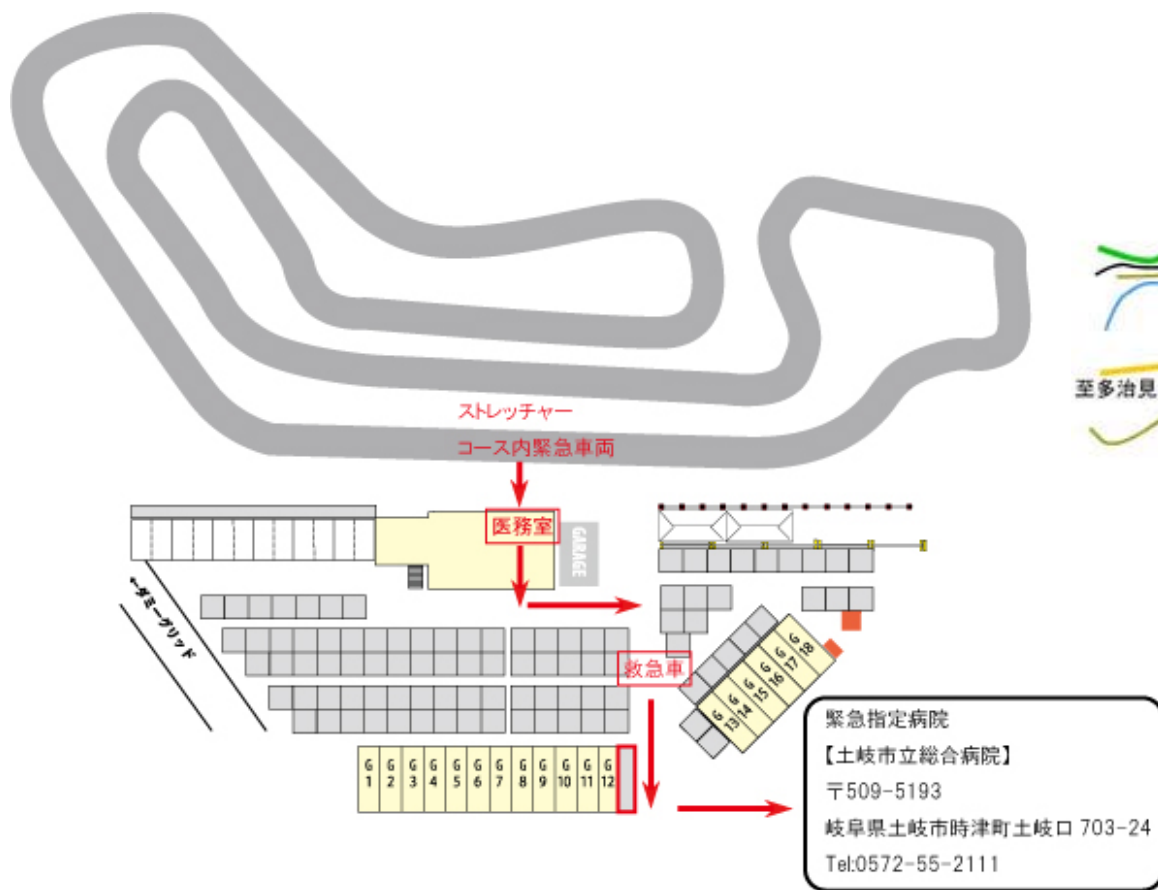 至多治見
ストレッチャー
コース内緊急車両
医務室
GARAGE
←ダミーグリッド
救急車
G 1
G 2
G 3
G 4
G 5
G 6
G 7
G 8
G 9
G 10
G 11
G 12
G 13
G 14
G 15
G 16
G 17
G 18
緊急指定病院
【土岐市立総合病院】
〒509-5193
岐阜県土岐市時津町土岐口 703-24
Tel:0572-55-2111